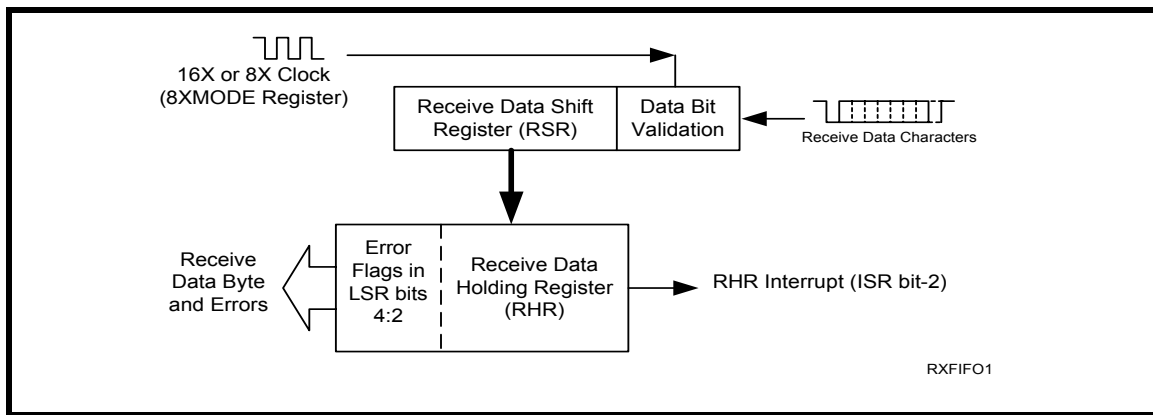 16X or 8X Clock
(8XMODE Register)
Receive Data Shift
Register (RSR)
Data Bit
Validation
Receive Data Characters
Receive
Data Byte
and Errors
Error
Flags in
LSR bits
4:2
Receive Data
Holding Register
(RHR)
RHR Interrupt (ISR bit-2)
RXFIFO1